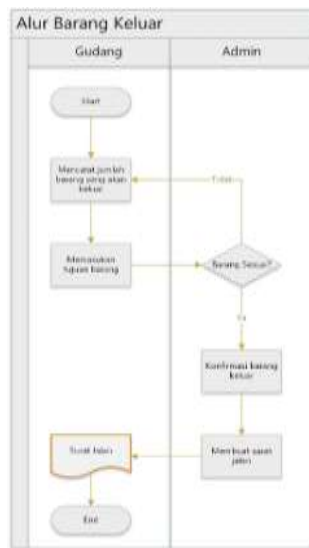 Alur Barang Keluar
Gudang
Admin
Start
Mencatat jumlah
barang yang akan
keluar
Tidak
Memasukan
tujuan barang
Barang Sesuai?
Ya
Konfirmasi barang
keluar
Surat Jalan
Membuat surat
jalan
End